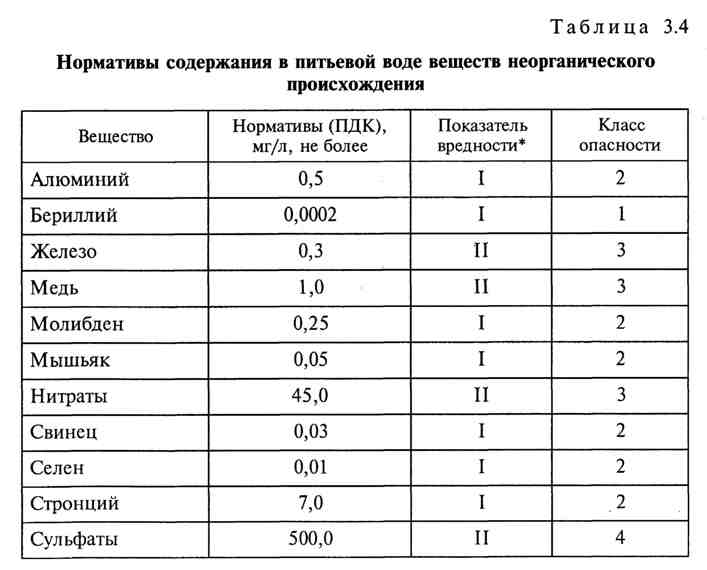 Таблица 3.4
Нормативы содержания в питьевой воде веществ неорганического
происхождения
Вещество
Нормативы (ПДК),
мг/л, не более
Показатель
вредности*
Класс
опасности
Алюминий 0,5 I 2
Бериллий 0,0002 I 1
Железо 0,3 II 3
Медь 1,0 II 3
Молибден 0,25 I 2
Мышьяк 0,05 I 2
Нитраты 45,0 II 3
Свинец 0,03 I 2
Селен 0,01 I 2
Стронций 7,0 I 2
Сульфаты 500,0 II 4